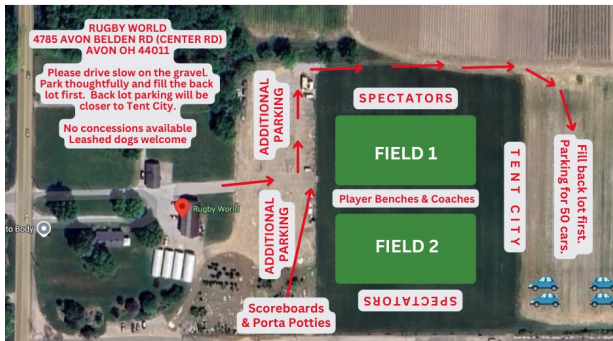 RUGBY WORLD
4785 AVON BELDEN RD (CENTER RD)
AVON OH 44011
Please drive slow on the gravel.
Park thoughtfully and fill the back
lot first. Back lot parking will be
closer to Tent City.
No concessions available
Leashed dogs welcome
ADDITIONAL
PARKING
SPECTATORS
FIELD 1
Player Benches & Coaches
FIELD 2
SPECTATORS
TENT CITY
Fill back lot first.
Parking for 50 cars.
Rugby World
to Body
ADDITIONAL
PARKING
Scoreboards
& Porta Potties